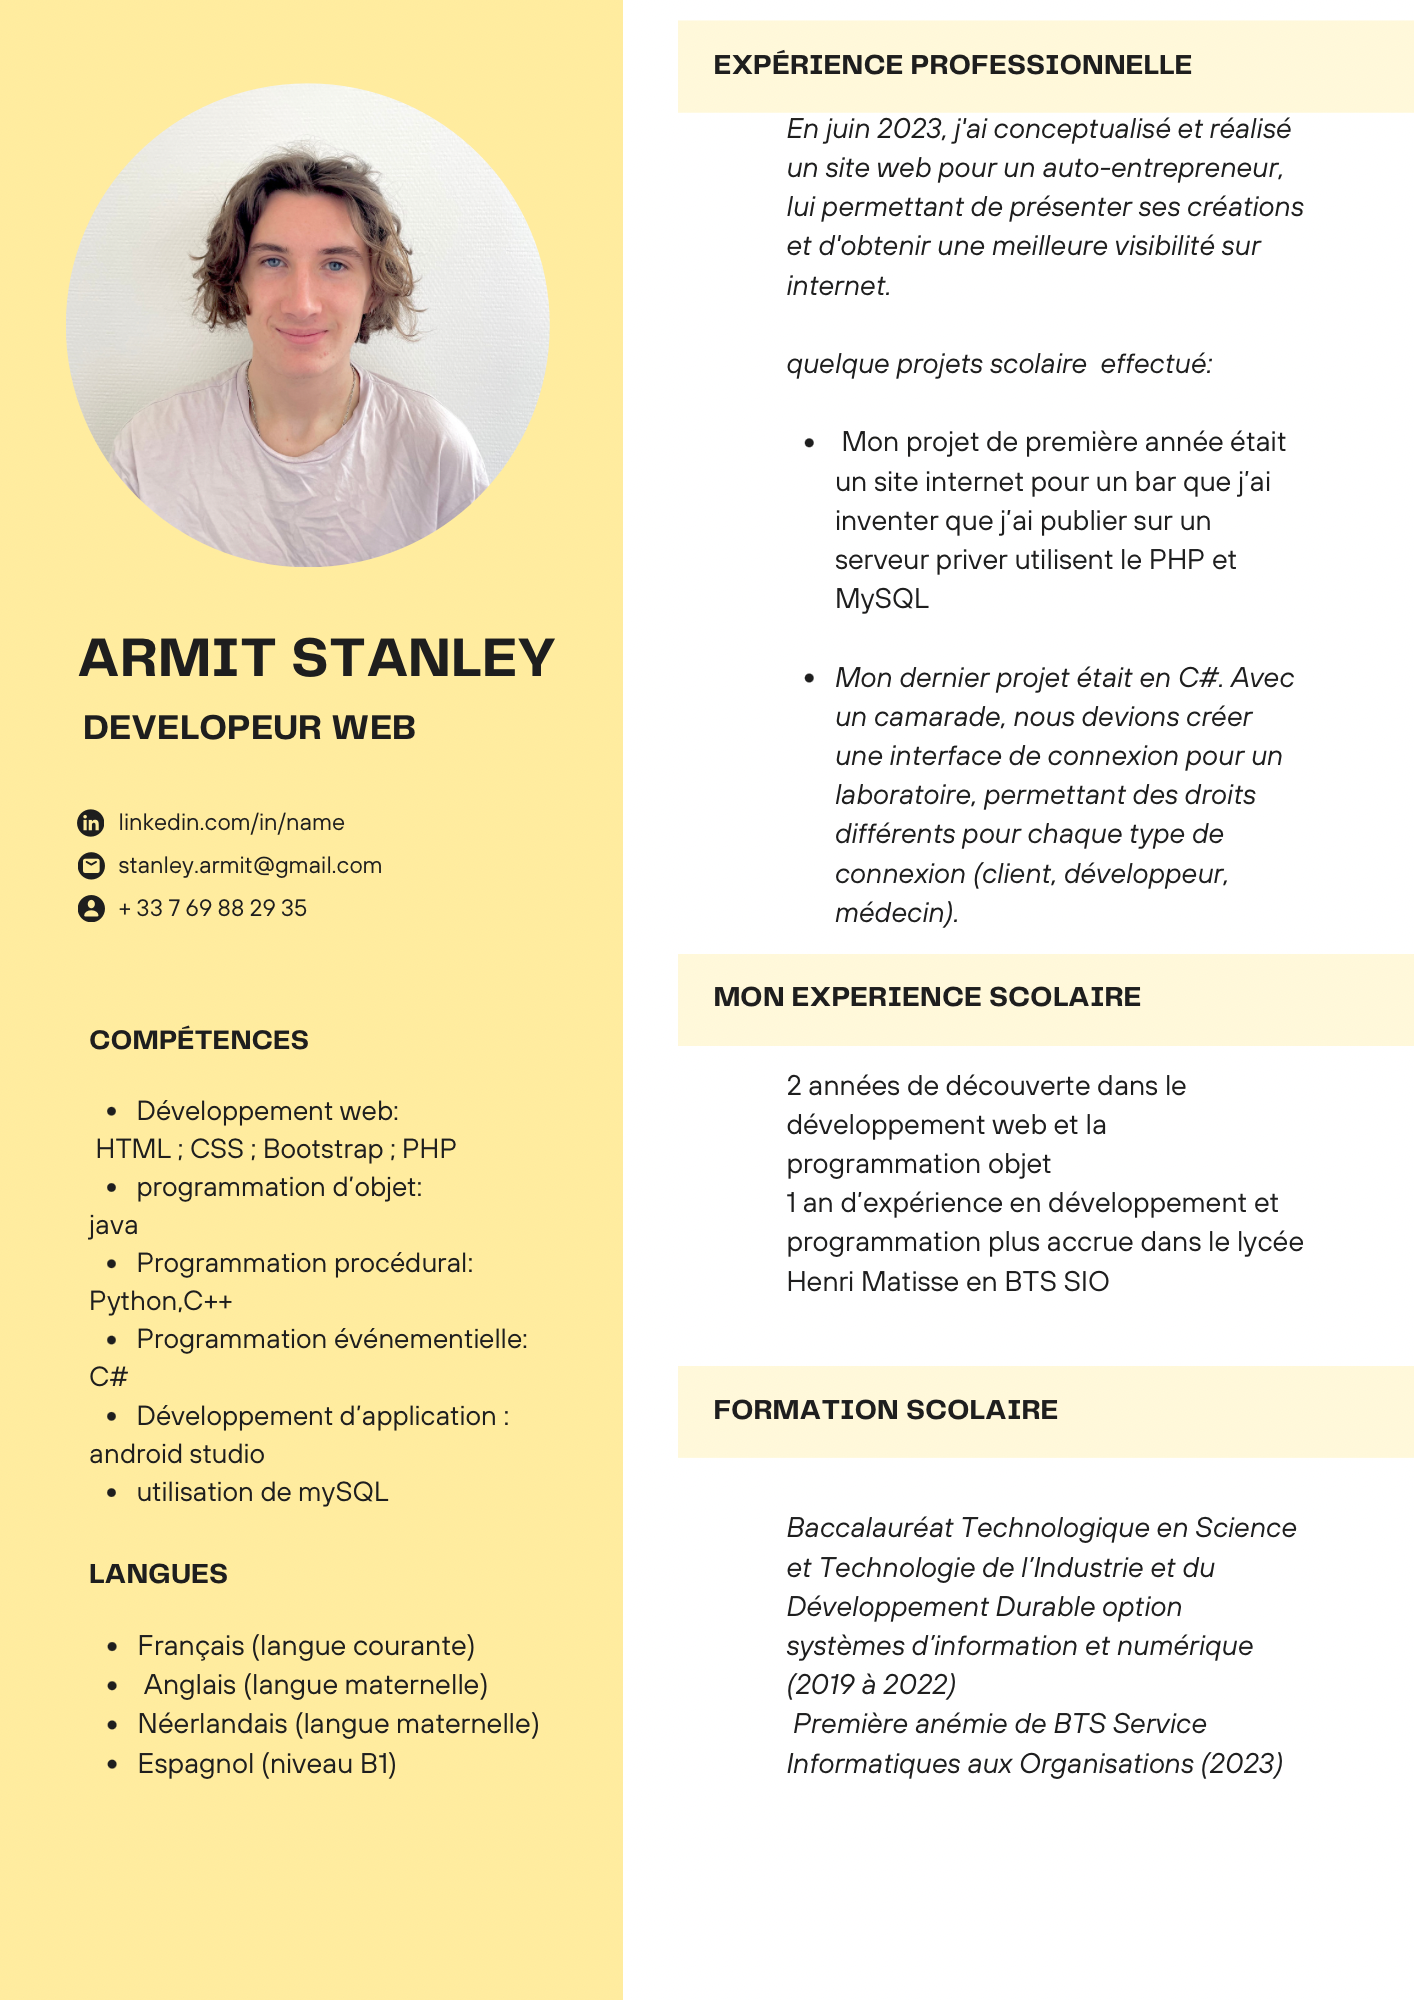 ARMIT STANLEY
DEVELOPEUR WEB
linkedin.com/in/name
stanley.armit@gmail.com
+ 33 7 69 88 29 35
COMPÉTENCES
• Développement web:
HTML ; CSS ; Bootstrap ; PHP
• programmation d'objet:
java
• Programmation procédural:
Python,C++
• Programmation événementielle:
C#
• Développement d'application :
android studio
• utilisation de mySQL
LANGUES
• Français (langue courante)
• Anglais (langue maternelle)
• Néerlandais (langue maternelle)
• Espagnol (niveau B1)
EXPÉRIENCE PROFESSIONNELLE
En juin 2023, j'ai conceptualisé et réalisé
un site web pour un auto-entrepreneur,
lui permettant de présenter ses créations
et d'obtenir une meilleure visibilité sur
internet.
quelque projets scolaire effectué:
• Mon projet de première année était
un site internet pour un bar que j'ai
inventer que j'ai publier sur un
serveur priver utilisent le PHP et
MySQL
• Mon dernier projet était en C#. Avec
un camarade, nous devions créer
une interface de connexion pour un
laboratoire, permettant des droits
différents pour chaque type de
connexion (client, développeur,
médecin).
MON EXPERIENCE SCOLAIRE
2 années de découverte dans le
développement web et la
programmation objet
1 an d'expérience en développement et
programmation plus accrue dans le lycée
Henri Matisse en BTS SIO
FORMATION SCOLAIRE
Baccalauréat Technologique en Science
et Technologie de l'Industrie et du
Développement Durable option
systèmes d'information et numérique
(2019 à 2022)
Première anémie de BTS Service
Informatiques aux Organisations (2023)